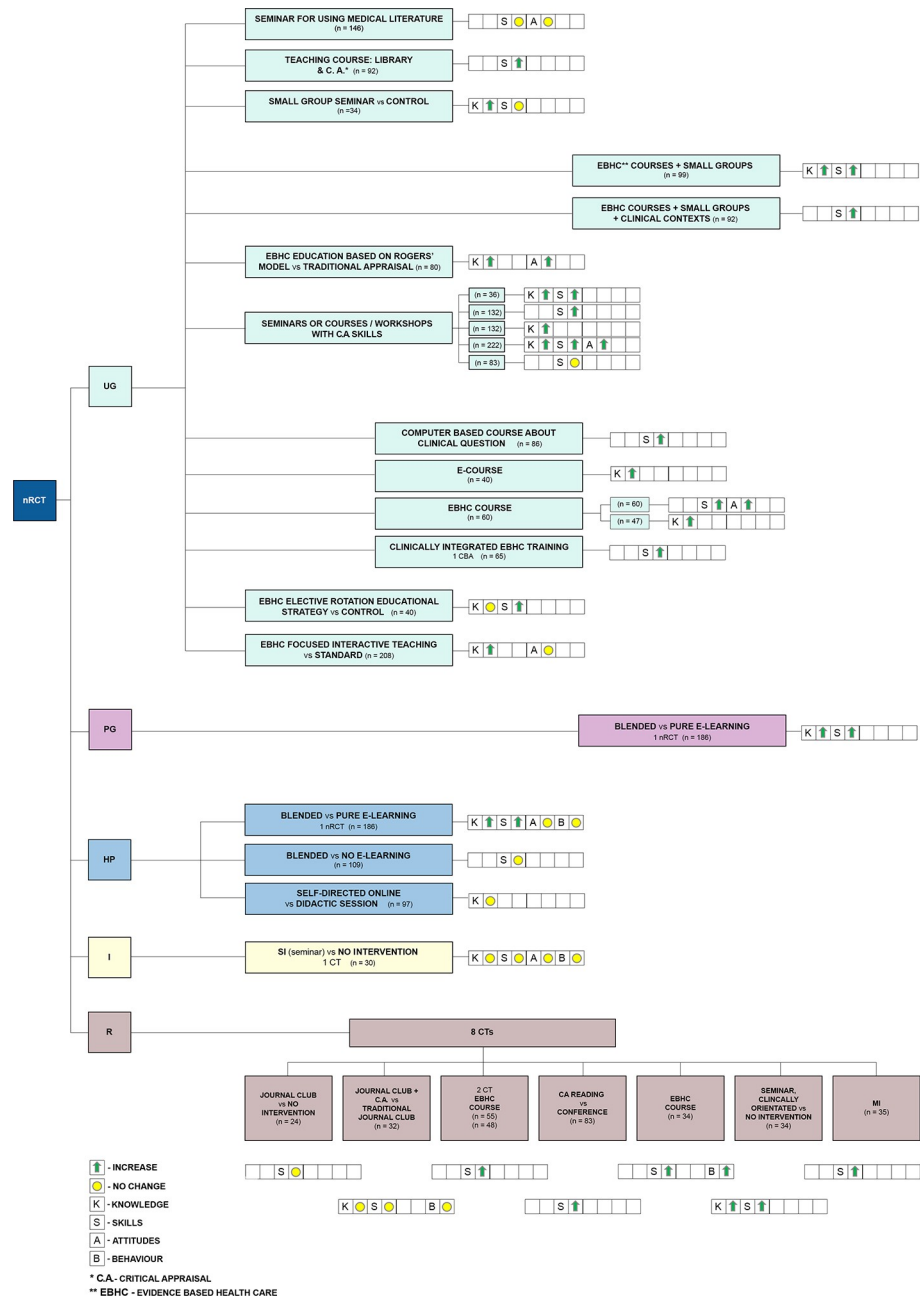 SEMINAR FOR USING MEDICAL LITERATURE
(n = 146)
S A
TEACHING COURSE: LIBRARY
& C. A.* (n = 92)
S
SMALL GROUP SEMINAR vs CONTROL
(n =34)
K S
EBHC** COURSES + SMALL GROUPS
(n = 99)
K S
EBHC COURSES + SMALL GROUPS
+ CLINICAL CONTEXTS (n = 92)
S
EBHC EDUCATION BASED ON ROGERS'
MODEL vs TRADITIONAL APPRAISAL (n = 80)
K A
SEMINARS OR COURSES / WORKSHOPS
WITH C.A SKILLS
(n = 36)
K S
(n = 132)
S
(n = 132)
K
(n = 222)
K S A
(n = 83)
S
UG
COMPUTER BASED COURSE ABOUT
CLINICAL QUESTION (n = 86)
S
E-COURSE
(n = 40)
K
nRCT
EBHC COURSE
(n = 60)
(n = 60)
S A
(n = 47)
K
CLINICALLY INTEGRATED EBHC TRAINING
1 CBA (n = 65)
S
EBHC ELECTIVE ROTATION EDUCATIONAL
STRATEGY vs CONTROL (n = 40)
K S
EBHC FOCUSED INTERACTIVE TEACHING
vs STANDARD (n = 208)
K A
PG
BLENDED vs PURE E-LEARNING
1 nRCT (n = 186)
K S
HP
BLENDED vs PURE E-LEARNING
1 nRCT (n = 186)
K S A B
BLENDED vs NO E-LEARNING
(n = 109)
S
SELF-DIRECTED ONLINE
vs DIDACTIC SESSION (n = 97)
K
I
SI (seminar) vs NO INTERVENTION
1 CT (n = 30)
K S A B
R
8 CTs
JOURNAL CLUB
vs NO
INTERVENTION
(n = 24)
JOURNAL CLUB +
C.A. vs
TRADITIONAL
JOURNAL CLUB
(n = 32)
2 CT
EBHC
COURSE
(n = 55)
(n = 48)
CA READING
vs
CONFERENCE
(n = 83)
EBHC
COURSE
(n = 34)
SEMINAR,
CLINCALLY
ORIENTATED vs
NO INTERVENTION
(n = 34)
MI
(n = 35)
S
S
S B
S
K S B
S
K S
- INCREASE
- NO CHANGE
K - KNOWLEDGE
S - SKILLS
A - ATTITUDES
B - BEHAVIOUR
* C.A.- CRITICAL APPRAISAL
** EBHC - EVIDENCE BASED HEALTH CARE